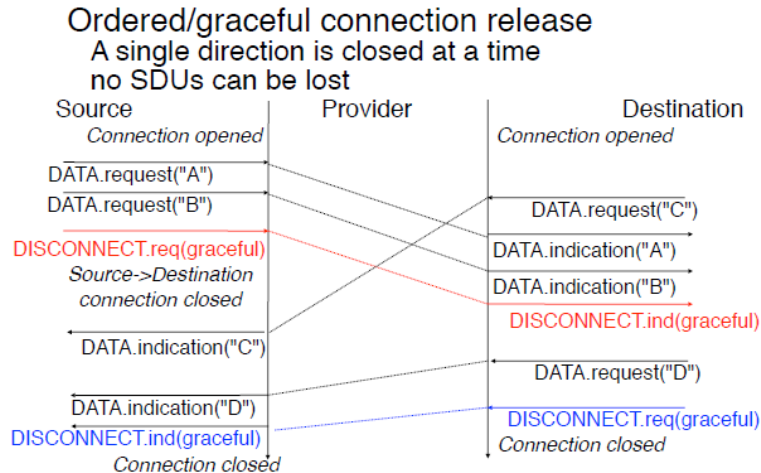 Ordered/graceful connection release
A single direction is closed at a time
no SDUs can be lost
Source Provider Destination
Connection opened Connection opened
DATA.request("A")
DATA.request("B")
DATA.request("C")
DISCONNECT.req(graceful)
DATA.indication("A")
Source->Destination
connection closed
DATA.indication("B")
DISCONNECT.ind(graceful)
DATA.indication("C")
DATA.request("D")
DATA.indication("D")
DISCONNECT.req(graceful)
DISCONNECT.ind(graceful)
Connection closed
Connection closed